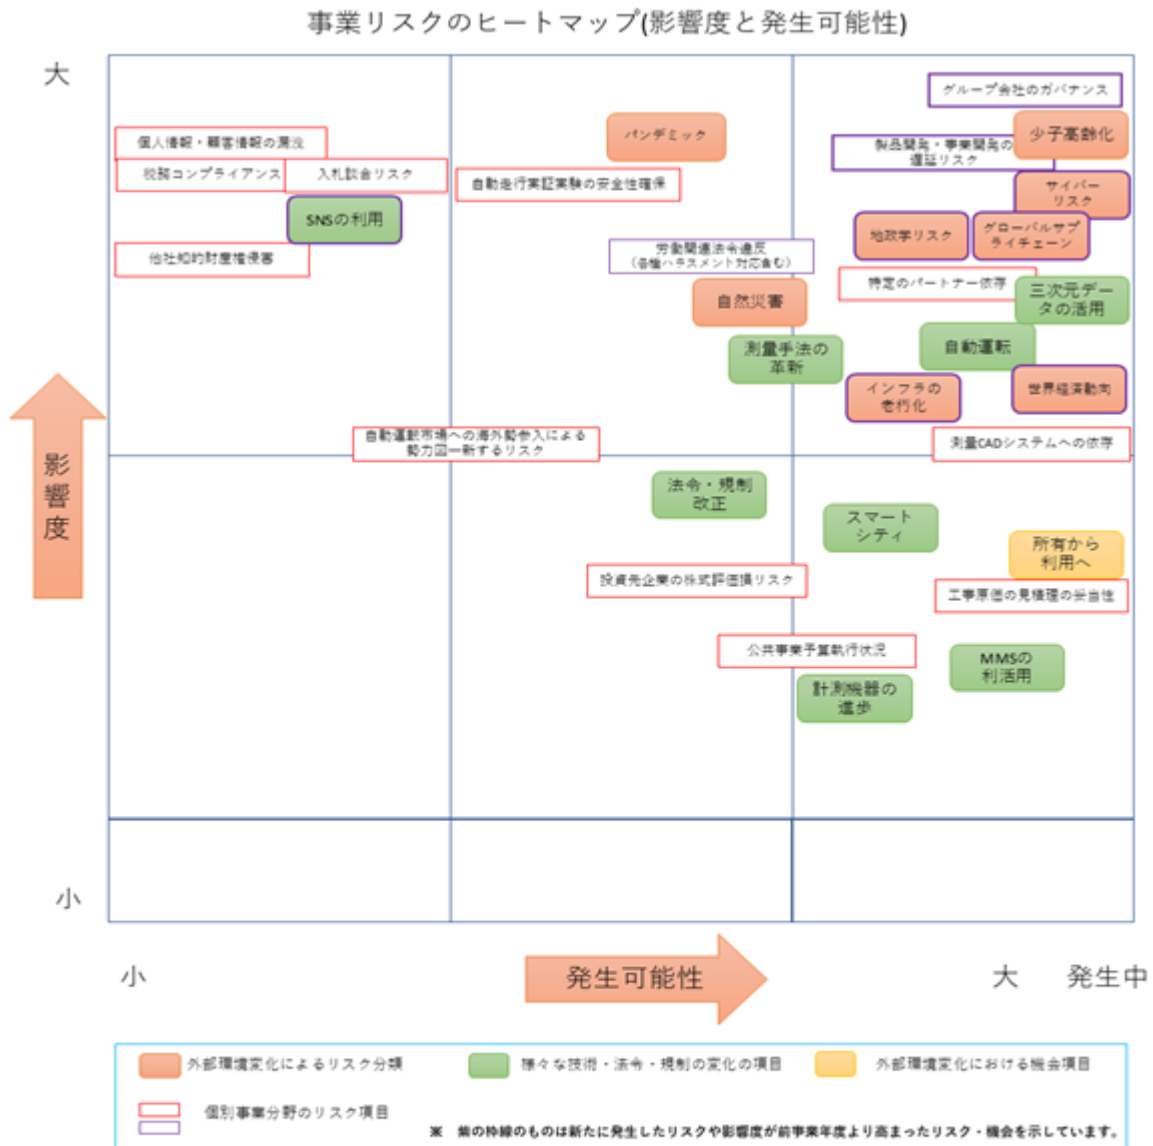 事業リスクのヒートマップ(影響度と発生可能性)
大
グループ会社のガバナンス
パンデミック
少子高齢化
個人情報・顧客情報の漏洩
製品開発・事業開発の
遅延リスク
税務コンプライアンス
入札談合リスク
自動走行実証実験の安全性確保
サイバー
リスク
SNSの利用
地政学リスク
グローバルサプ
ライチェーン
他社知的財産権侵害
労働関連法令違反
(各種ハラスメント対応含む)
特定のパートナー依存
自然災害
三次元デー
タの活用
測量手法の
革新
自動運転
インフラの
老朽化
世界経済動向
自動運転市場への海外勢参入による
勢力図一新するリスク
測量CADシステムへの依存
影響度
法令・規制
改正
スマート
シティ
所有から
利用へ
投資先企業の株式評価損リスク
工事原価の見積理の妥当性
公共事業予算執行状況
MMSの
利活用
計測機器の
進歩
小
小
発生可能性
大
発生中
外部環境変化によるリスク分類
様々な技術・法令・規制の変化の項目
外部環境変化における機会項目
個別事業分野のリスク項目
※ 紫の枠線のものは新たに発生したリスクや影響度が前事業年度より高まったリスク・機会を示しています。